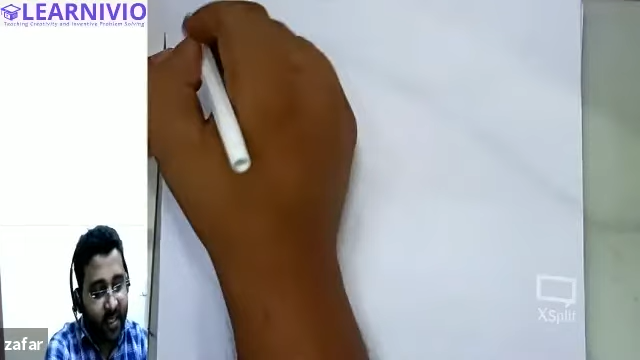 LEARNIVIO
Teaching Creativity and Inventive Problem Solving
XSplit
zafar